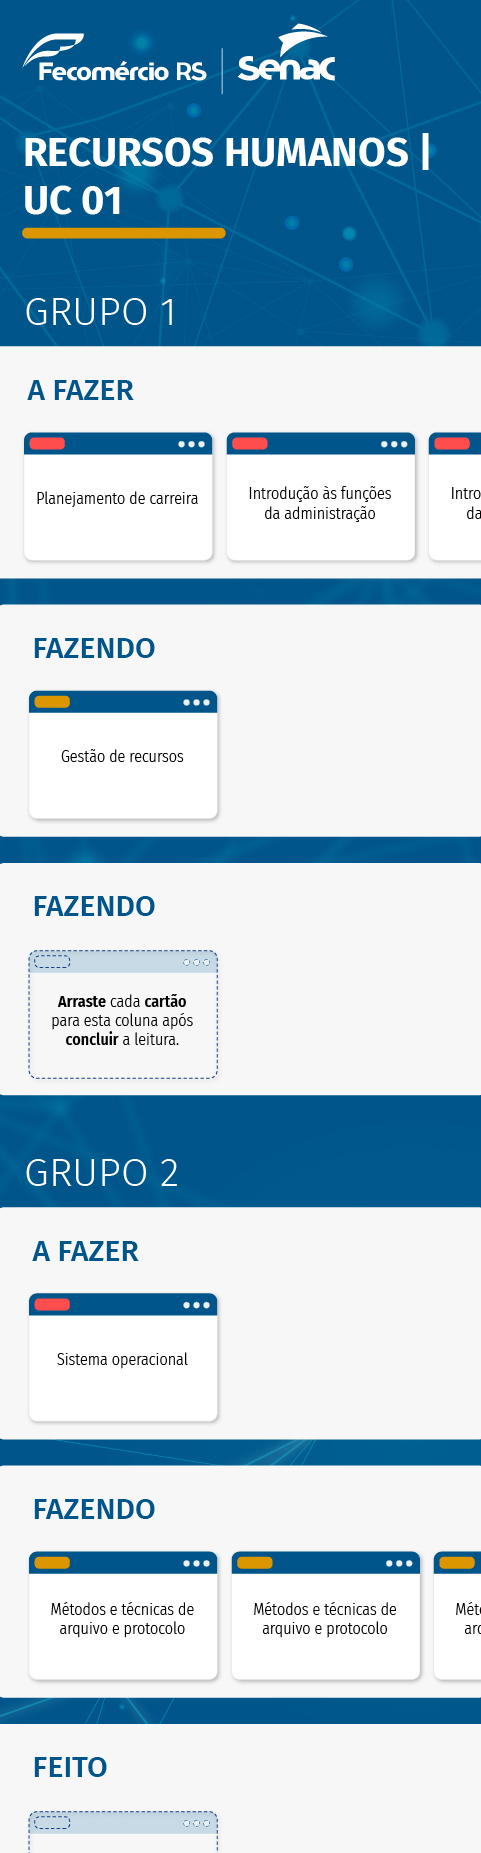 Fecomércio RS
Senac
RECURSOS HUMANOS |
UC 01
GRUPO 1
A FAZER
Planejamento de carreira
Introdução às funções
da administração
Intro
da
FAZENDO
Gestão de recursos
FAZENDO
Arraste cada cartão
para esta coluna após
concluir a leitura.
GRUPO 2
A FAZER
Sistema operacional
FAZENDO
Métodos e técnicas de
arquivo e protocolo
Métodos e técnicas de
arquivo e protocolo
Mét
arq
FEITO